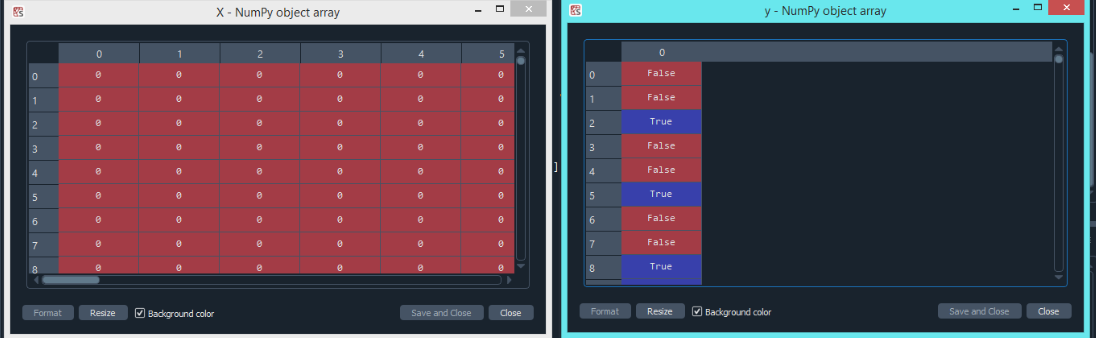 X - NumPy object array
0 1 2 3 4 5
0 0 0 0 0 0 0
1 0 0 0 0 0 0
2 0 0 0 0 0 0
3 0 0 0 0 0 0
4 0 0 0 0 0 0
5 0 0 0 0 0 0
6 0 0 0 0 0 0
7 0 0 0 0 0 0
8 0 0 0 0 0 0
Format Resize Background color Save and Close Close
]
y - NumPy object array
0
0 False
1 False
2 True
3 False
4 False
5 True
6 False
7 False
8 True
Format Resize Background color Save and Close Close